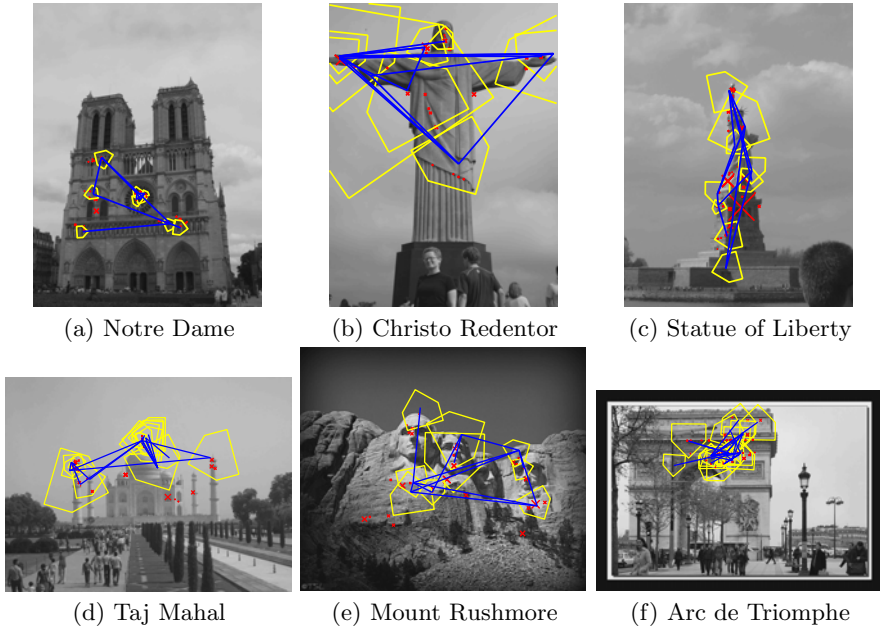 (a) Notre Dame
(b) Christo Redentor
(c) Statue of Liberty
(d) Taj Mahal
(e) Mount Rushmore
(f) Arc de Triomphe